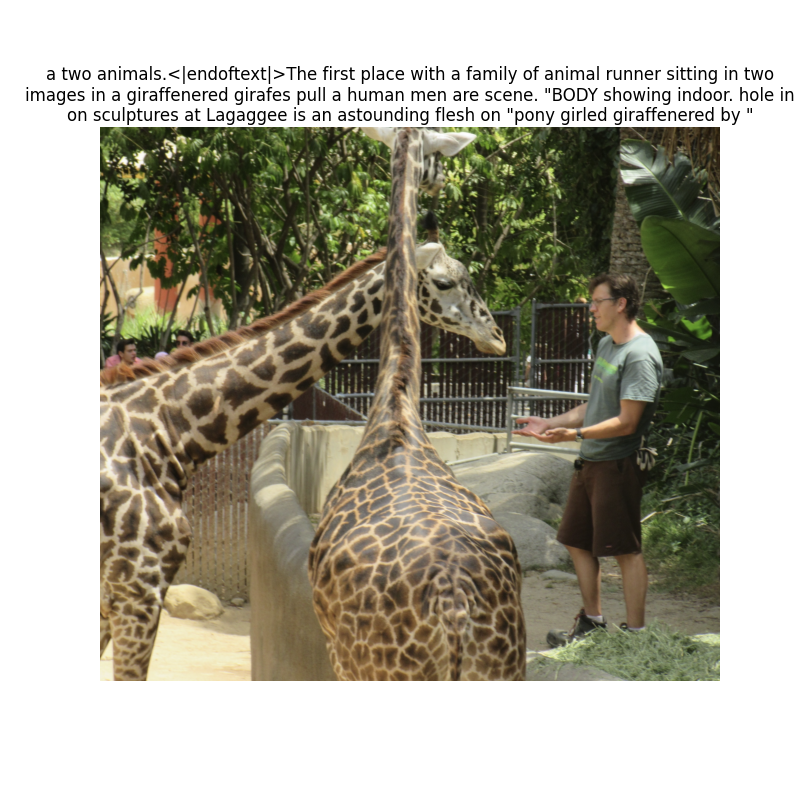 a two animals.<|endoftext|>The first place with a family of animal runner sitting in two
images in a giraffenered girafes pull a human men are scene. "BODY showing indoor. hole in
on sculptures at Lagaggee is an astounding flesh on "pony girled giraffenered by "